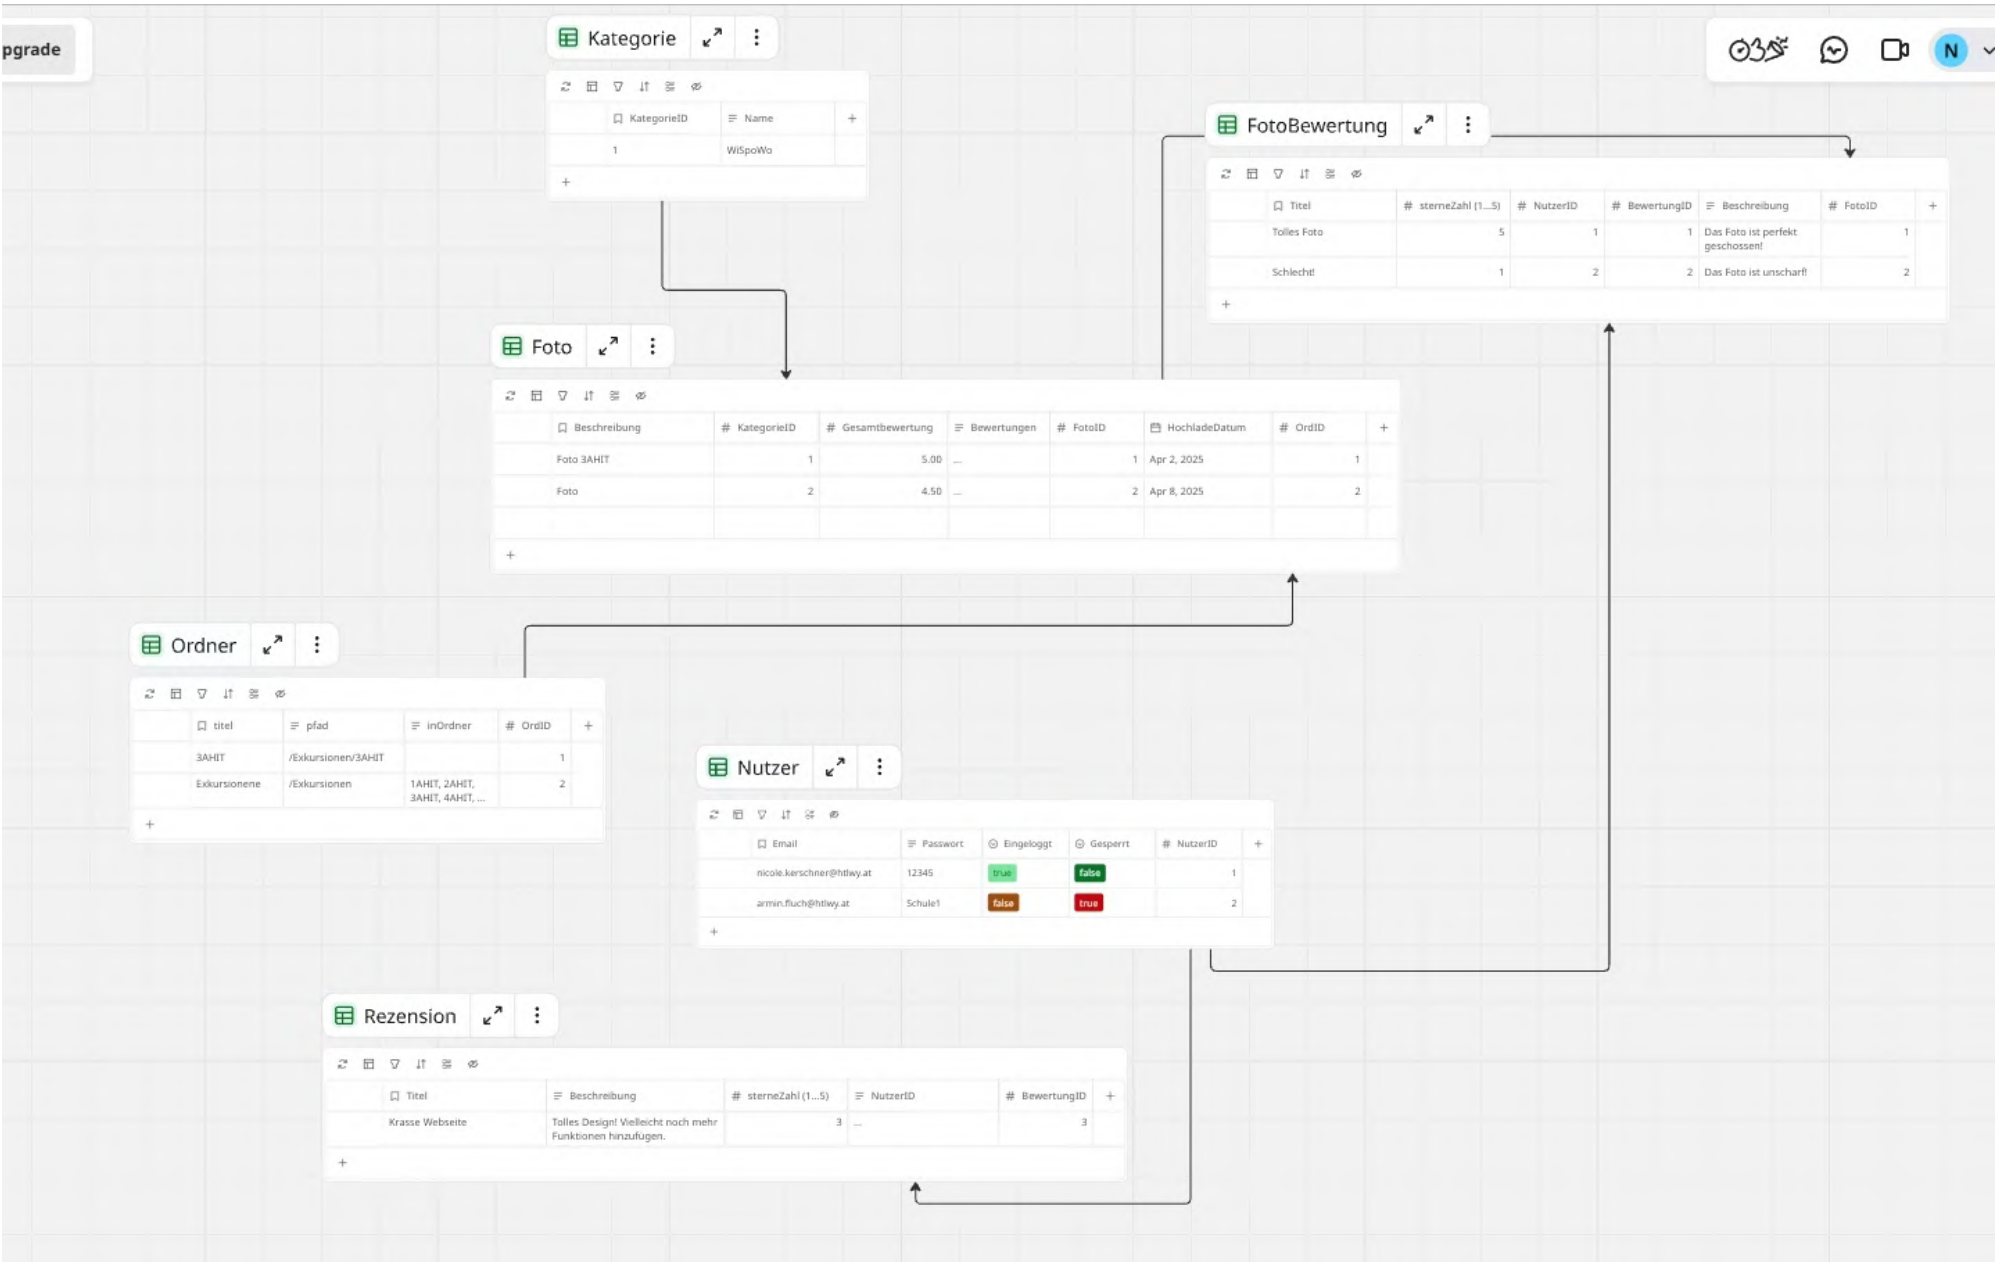 pgrade
Kategorie
KategorieID Name
1 WiSpoWo
N
FotoBewertung
Titel # sterneZahl (1...5) # NutzerID # BewertungID Beschreibung # FotoID
Tolles Foto 5 1 1 Das Foto ist perfekt 1
geschossen!
Schlecht! 1 2 2 Das Foto ist unscharf! 2
Foto
Beschreibung # KategorieID # Gesamtbewertung Bewertungen # FotoID HochladeDatum # OrdID
Foto 3AHIT 1 5.00 ... 1 Apr 2, 2025 1
Foto 2 4.50 ... 2 Apr 8, 2025 2
Ordner
titel pfad inOrdner # OrdID
3AHIT /Exkursionen/3AHIT 1
Exkursionene /Exkursionen 1AHIT, 2AHIT, 2
3AHIT, 4AHIT, ...
Nutzer
Email Passwort Eingeloggt Gesperrt # NutzerID
nicole.kerschner@htlwy.at 12345 true false 1
armin.fluch@htlwy.at Schule1 false true 2
Rezension
Titel Beschreibung # sterneZahl (1...5) NutzerID # BewertungID
Krasse Webseite Tolles Design! Vielleicht noch mehr 3 ... 3
Funktionen hinzufügen.